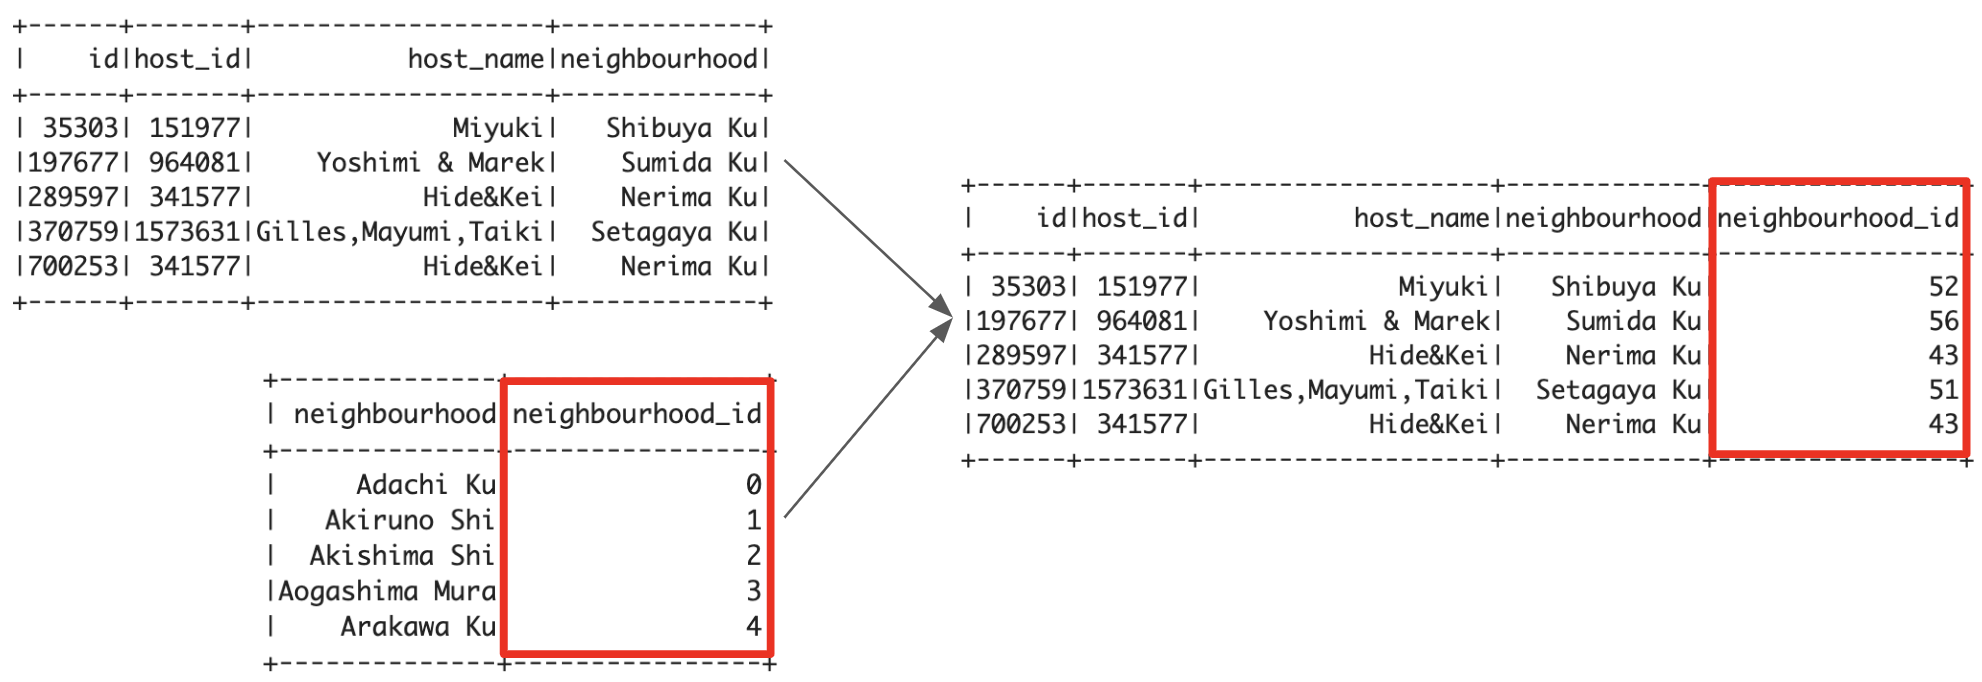 +------+-------+------------------+-------------+
|    id|host_id|         host_name|neighbourhood|
+------+-------+------------------+-------------+
| 35303| 151977|            Miyuki|   Shibuya Ku|
|197677| 964081|   Yoshimi & Marek|    Sumida Ku|
|289597| 341577|          Hide&Kei|    Nerima Ku|
|370759|1573631|Gilles,Mayumi,Taiki|  Setagaya Ku|
|700253| 341577|          Hide&Kei|    Nerima Ku|
+------+-------+------------------+-------------+
+--------------+----------------+
| neighbourhood|neighbourhood_id|
+--------------+----------------+
|     Adachi Ku|               0|
|   Akiruno Shi|               1|
|  Akishima Shi|               2|
|Aogashima Mura|               3|
|    Arakawa Ku|               4|
+--------------+----------------+
+------+-------+------------------+-------------+----------------+
|    id|host_id|         host_name|neighbourhood|neighbourhood_id|
+------+-------+------------------+-------------+----------------+
| 35303| 151977|            Miyuki|   Shibuya Ku|              52|
|197677| 964081|   Yoshimi & Marek|    Sumida Ku|              56|
|289597| 341577|          Hide&Kei|    Nerima Ku|              43|
|370759|1573631|Gilles,Mayumi,Taiki|  Setagaya Ku|              51|
|700253| 341577|          Hide&Kei|    Nerima Ku|              43|
+------+-------+------------------+-------------+----------------+